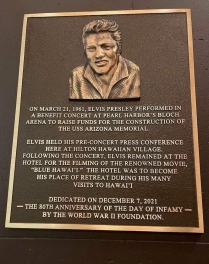 ON MARCH 21, 1961, ELVIS PRESLEY PERFORMED IN
A BENEFIT CONCERT AT PEARL HARBOR'S BLOCH
ARENA TO RAISE FUNDS FOR THE CONSTRUCTION OF
THE USS ARIZONA MEMORIAL.
ELVIS HELD HIS PRE-CONCERT PRESS CONFERENCE
HERE AT HILTON HAWAIIAN VILLAGE.
FOLLOWING THE CONCERT, ELVIS REMAINED AT THE
HOTEL FOR THE FILMING OF THE RENOWNED MOVIE,
"BLUE HAWAI'I." THE HOTEL WAS TO BECOME
HIS PLACE OF RETREAT DURING HIS MANY
VISITS TO HAWAI'I
DEDICATED ON DECEMBER 7, 2021
— THE 80TH ANNIVERSARY OF THE DAY OF INFAMY —
BY THE WORLD WAR II FOUNDATION.